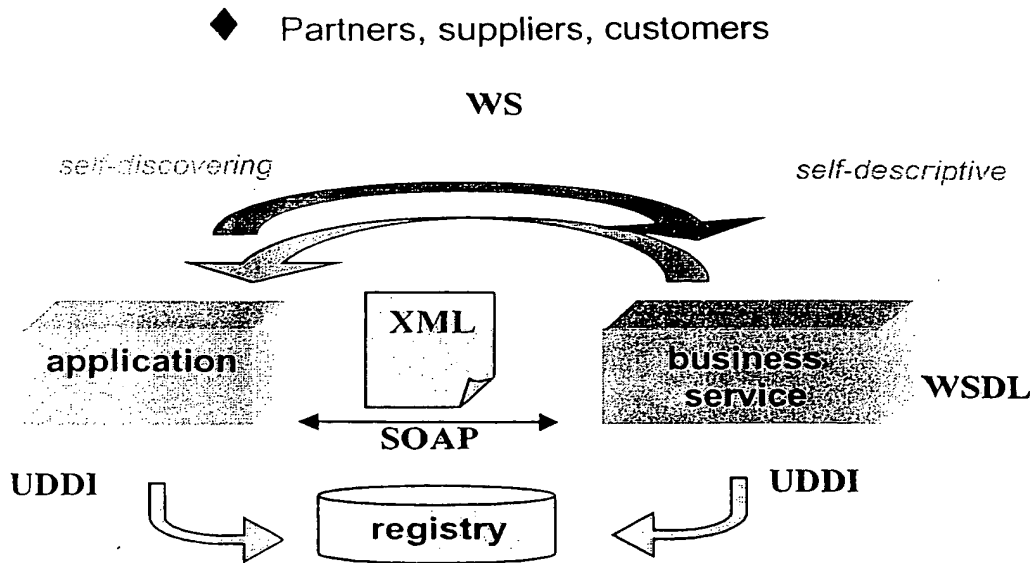 ◆ Partners, suppliers, customers
WS
self-discovering
self-descriptive
XML
application
business
service
WSDL
SOAP
UDDI
UDDI
registry